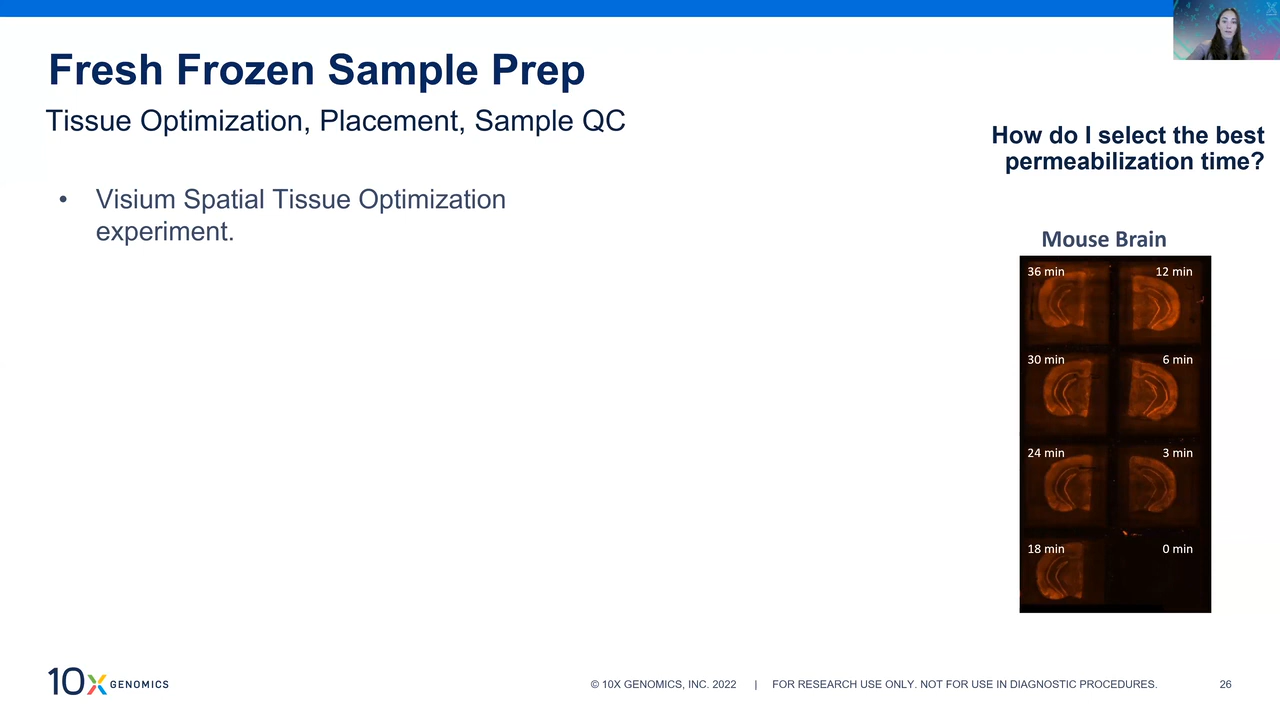 Fresh Frozen Sample Prep
Tissue Optimization, Placement, Sample QC
How do I select the best
permeabilization time?
• Visium Spatial Tissue Optimization
experiment.
Mouse Brain
36 min 12 min
30 min 6 min
24 min 3 min
18 min 0 min
10x GENOMICS
© 10X GENOMICS, INC. 2022 | FOR RESEARCH USE ONLY. NOT FOR USE IN DIAGNOSTIC PROCEDURES. 26